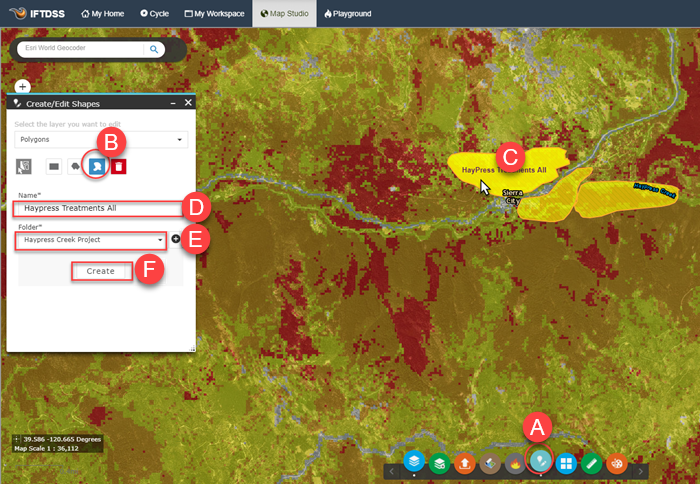 IFTDSS My Home Cycle My Workspace Map Studio Playground
Esri World Geocoder
+
Create/Edit Shapes
Select the layer you want to edit
B
Polygons
C
HayPress Treatments All
Sierra
City
Haypress Creek
Name*
Haypress Treatments All
D
Folder*
Haypress Creek Project
E
Create
F
A
39.586 -120.665 Degrees
Map Scale 1 : 36,112